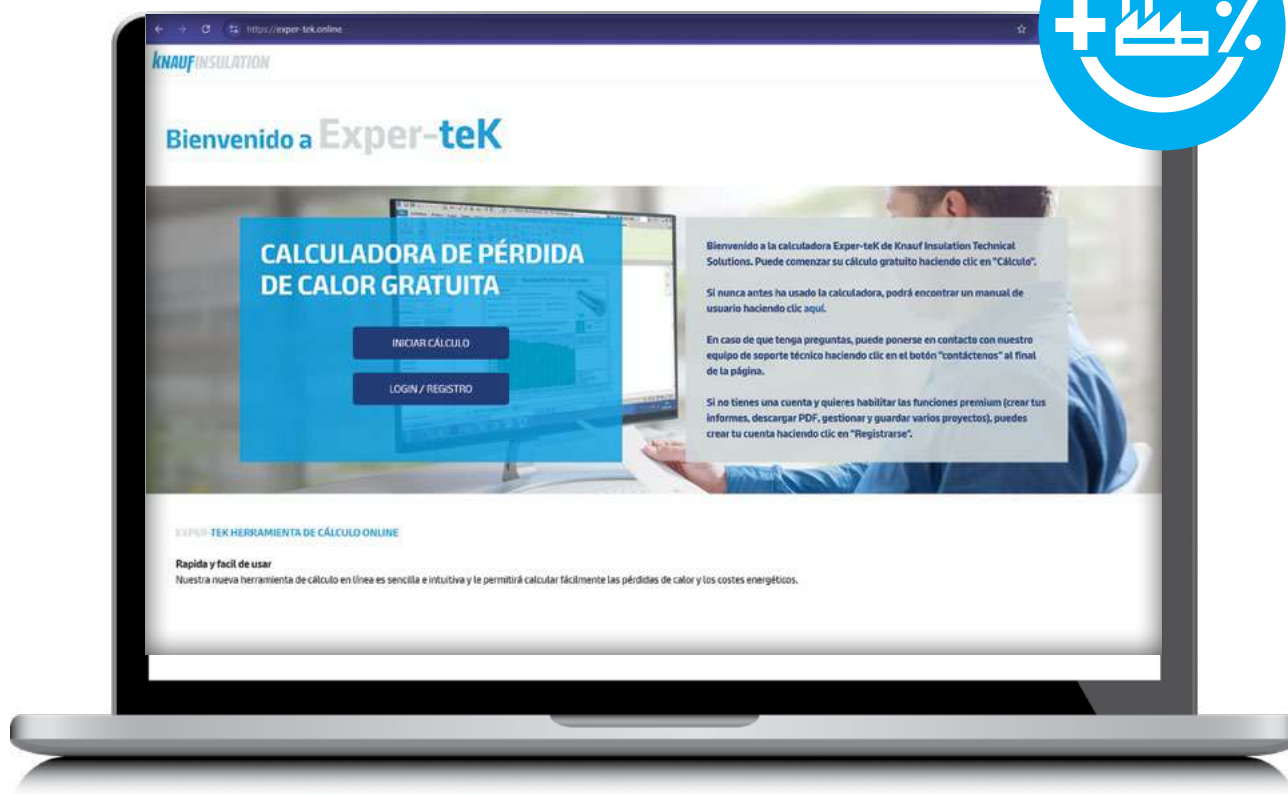 https://exper-tek.online
KNAUFINSULATION
Bienvenido a Exper-teK
CALCULADORA DE PÉRDIDA
DE CALOR GRATUITA
INICIAR CÁLCULO
LOGIN / REGISTRO
Bienvenido a la calculadora Exper-teK de Knauf Insulation Technical
Solutions. Puede comenzar su cálculo gratuito haciendo clic en "Cálculo".
Si nunca antes ha usado la calculadora, podrá encontrar un manual de
usuario haciendo clic aquí.
En caso de que tenga preguntas, puede ponerse en contacto con nuestro
equipo de soporte técnico haciendo clic en el botón "contáctenos" al final
de la página.
Si no tienes una cuenta y quieres habilitar las funciones premium (crear tus
informes, descargar PDF, gestionar y guardar varios proyectos), puedes
crear tu cuenta haciendo clic en "Registrarse".
EXPER-TEK HERRAMIENTA DE CÁLCULO ONLINE
Rapida y facil de usar
Nuestra nueva herramienta de cálculo en línea es sencilla e intuitiva y le permitirá calcular fácilmente las pérdidas de calor y los costes energéticos.
+ %